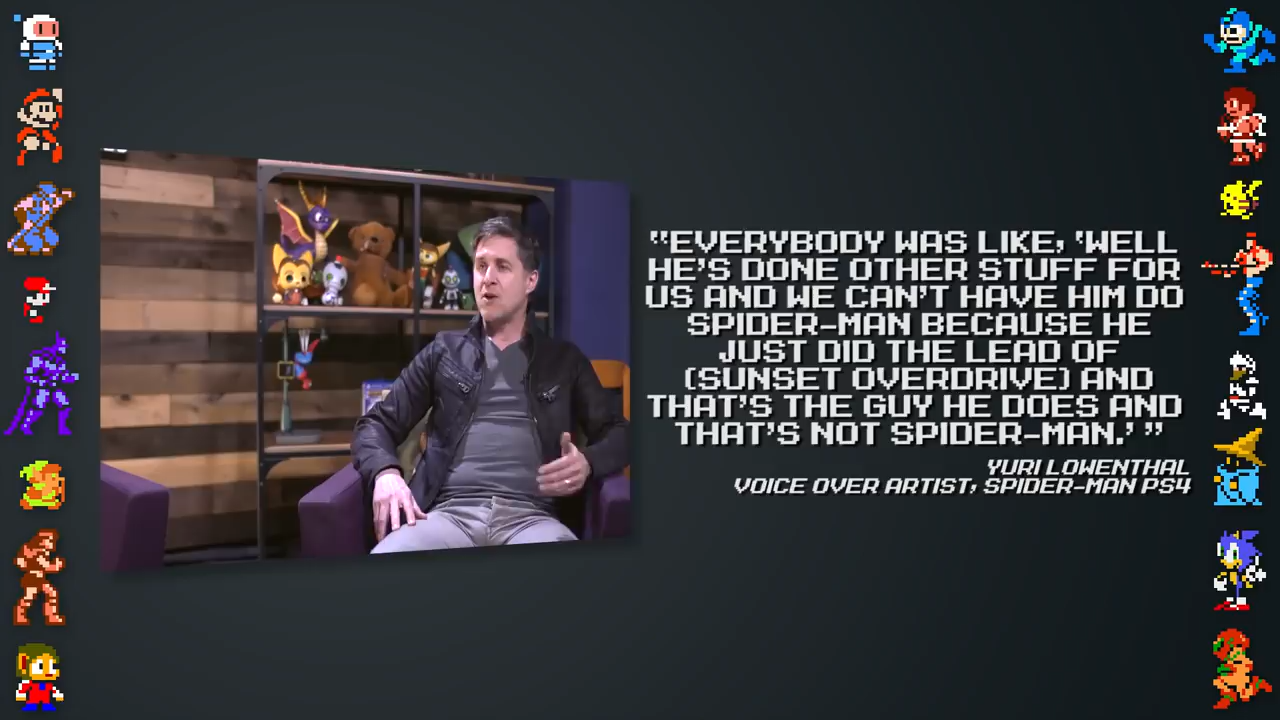 "EVERYBODY WAS LIKE, 'WELL
HE'S DONE OTHER STUFF FOR
US AND WE CAN'T HAVE HIM DO
SPIDER-MAN BECAUSE HE
JUST DID THE LEAD OF
(SUNSET OVERDRIVE) AND
THAT'S THE GUY HE DOES AND
THAT'S NOT SPIDER-MAN.' "
YURI LOWENTHAL
VOICE OVER ARTIST, SPIDER-MAN PS4